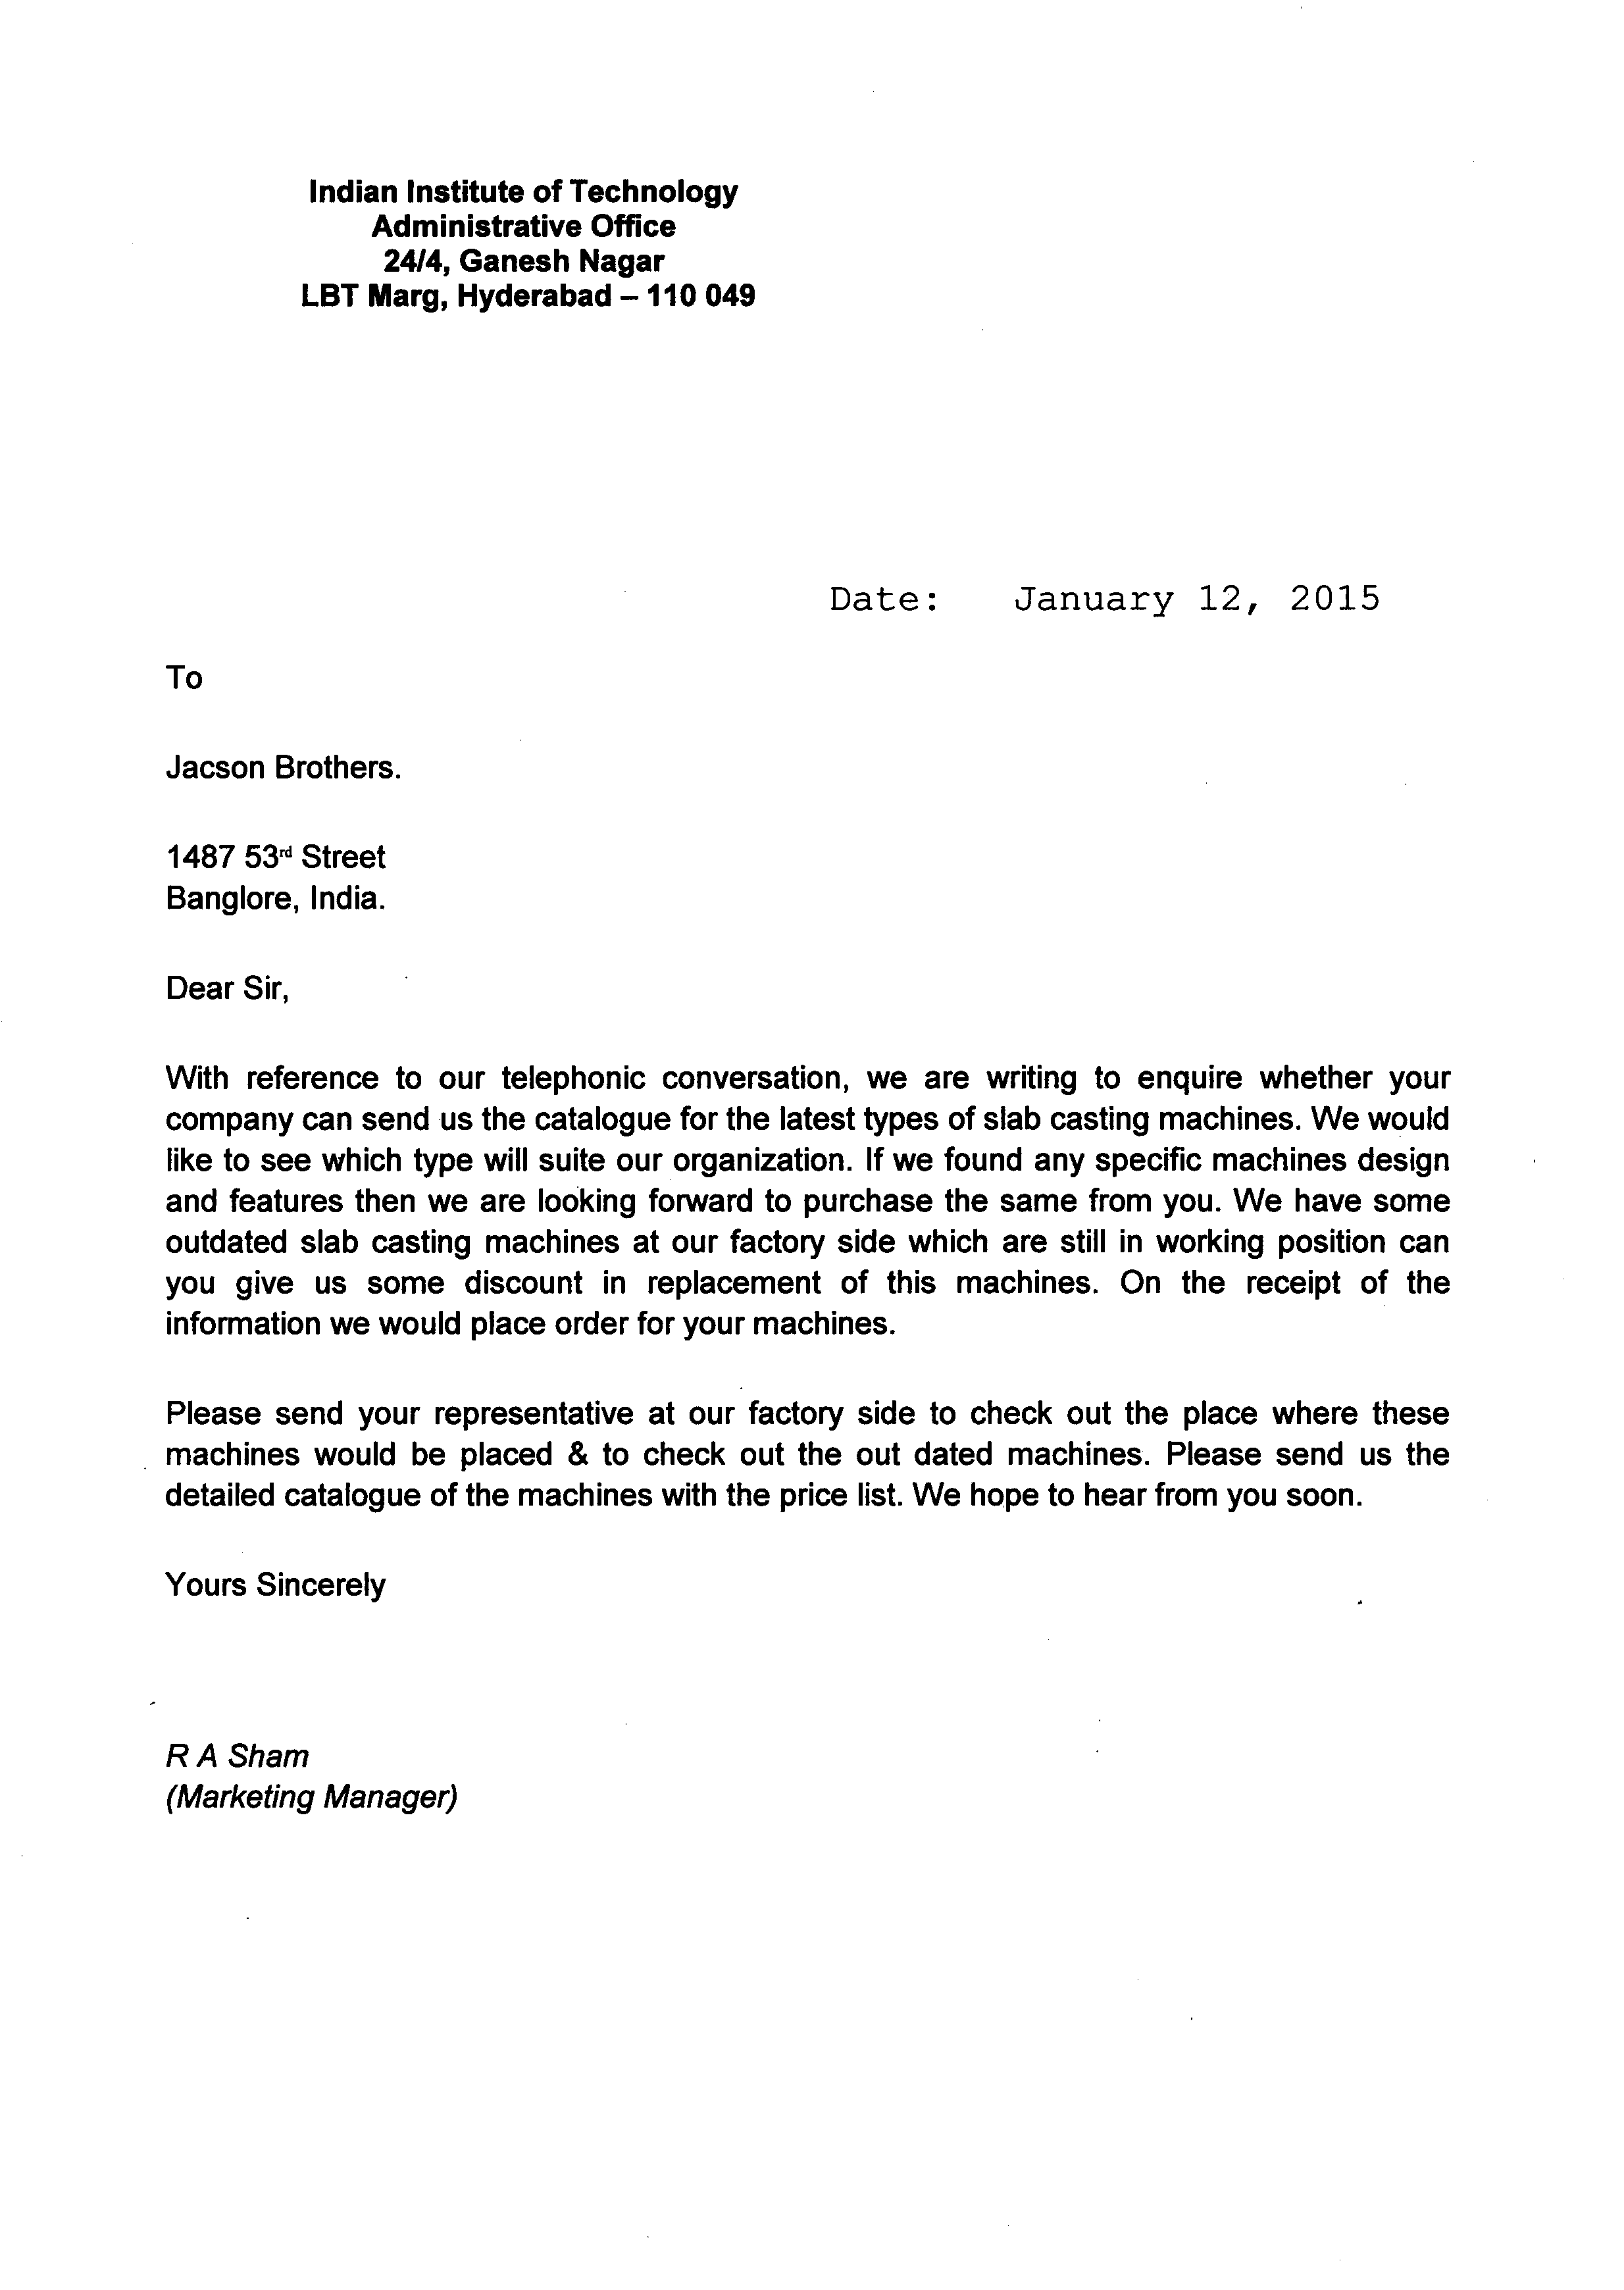 Indian Institute of Technology
Administrative Office
24/4, Ganesh Nagar
LBT Marg, Hyderabad – 110 049
Date: January 12, 2015
To
Jacson Brothers.
1487 53rd Street
Banglore, India.
Dear Sir,
With reference to our telephonic conversation, we are writing to enquire whether your
company can send us the catalogue for the latest types of slab casting machines. We would
like to see which type will suite our organization. If we found any specific machines design
and features then we are looking forward to purchase the same from you. We have some
outdated slab casting machines at our factory side which are still in working position can
you give us some discount in replacement of this machines. On the receipt of the
information we would place order for your machines.
Please send your representative at our factory side to check out the place where these
machines would be placed & to check out the out dated machines. Please send us the
detailed catalogue of the machines with the price list. We hope to hear from you soon.
Yours Sincerely
R A Sham
(Marketing Manager)